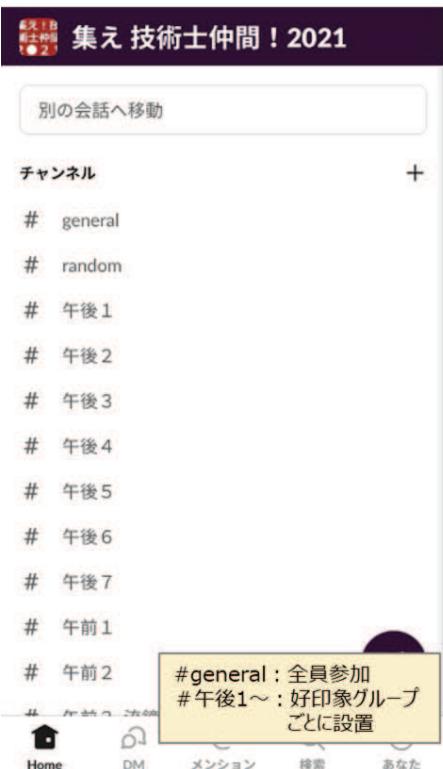 集え 技術士仲間！2021
別の会話へ移動
チャンネル
# general
# random
# 午後１
# 午後２
# 午後３
# 午後４
# 午後５
# 午後６
# 午後７
# 午前１
# 午前２
#general：全員参加
#午後1～：好印象グループ
ごとに設置
Home
DM
メンション
検索
あなた